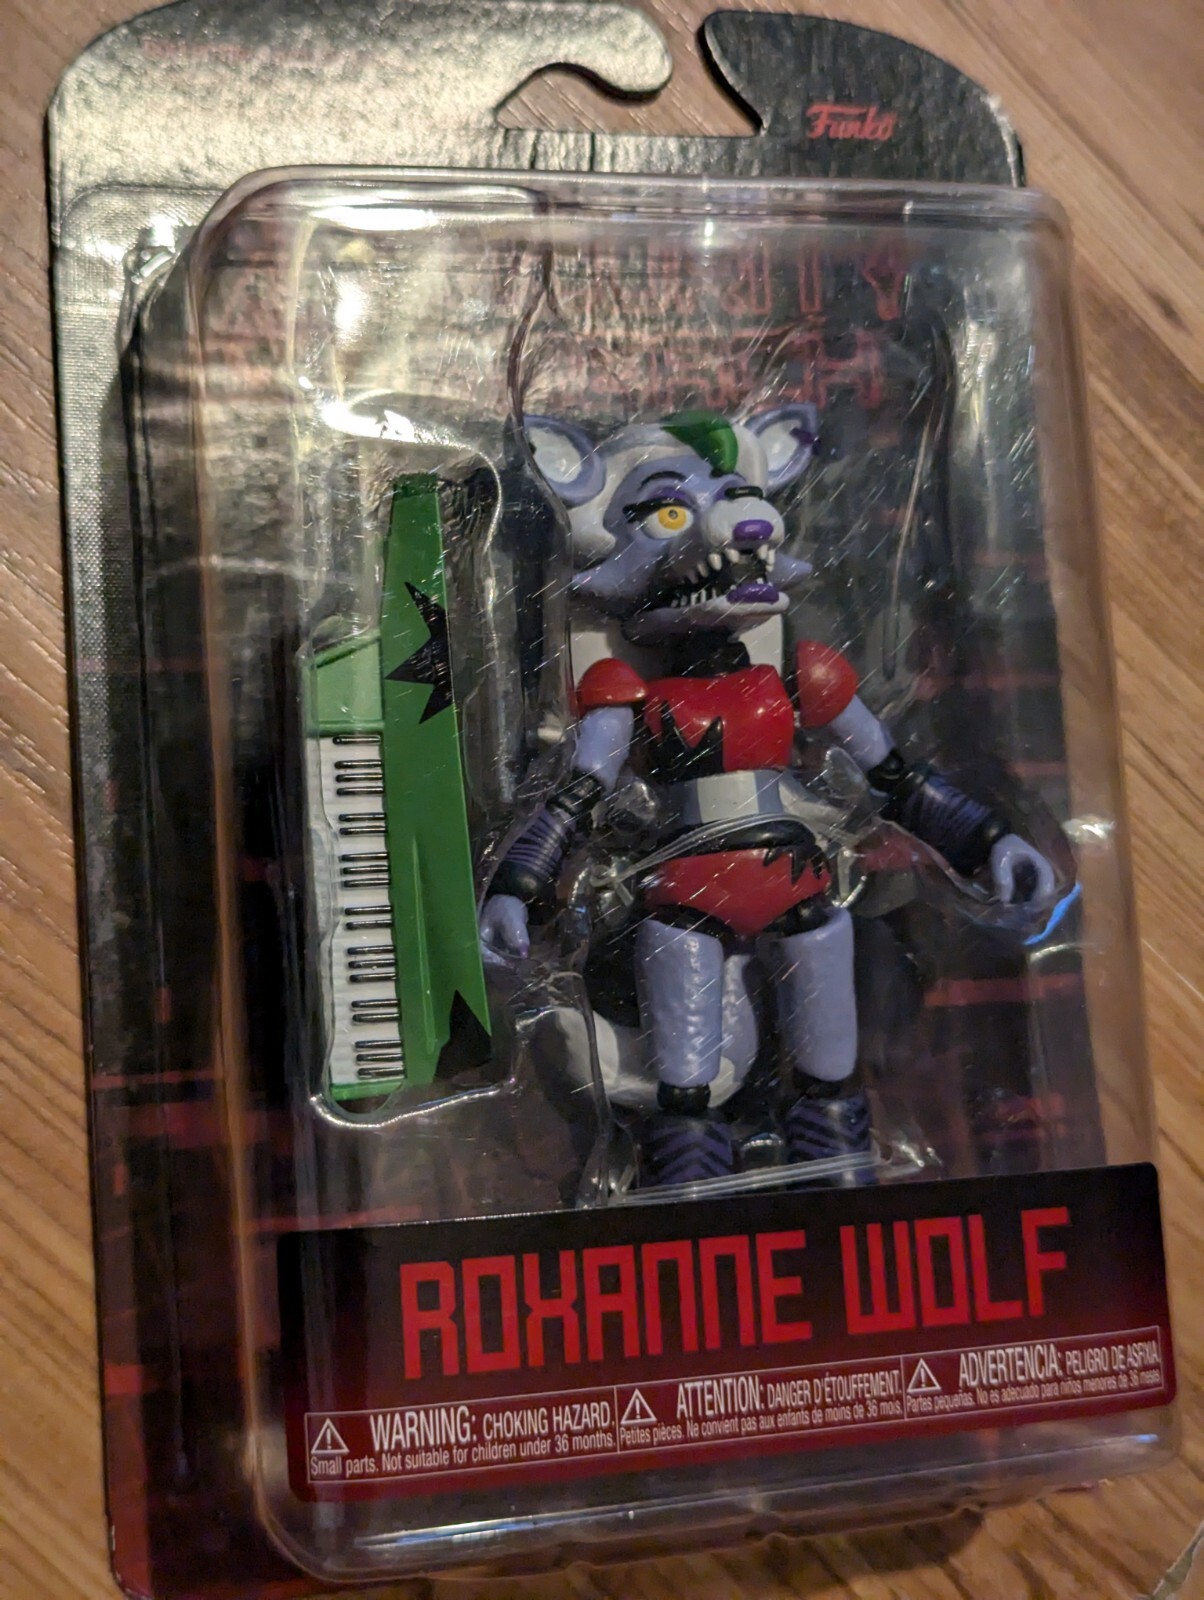 Funko
ROXANNE WOLF
WARNING: CHOKING HAZARD.
Small parts. Not suitable for children under 36 months.
ATTENTION: DANGER D'ÉTOUFFEMENT.
Petites pièces. Ne convient pas aux enfants de moins de 36 mois.
ADVERTENCIA: PELIGRO DE ASFIXIA.
Partes pequeñas. No es adecuado para niños menores de 36 meses.